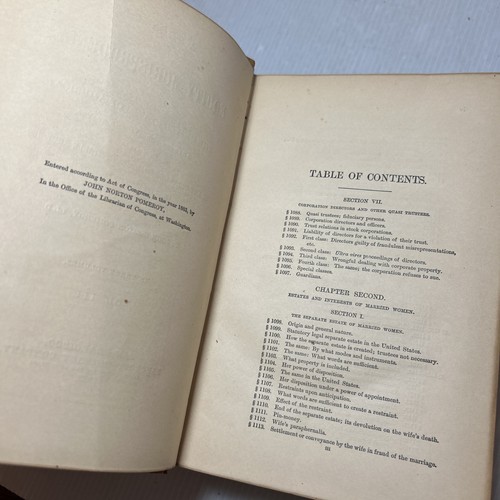 Entered according to Act of Congress, in the year 1883, by
JOHN NORTON POMEROY,
In the Office of the Librarian of Congress, at Washington.
TABLE OF CONTENTS.
SECTION VII.
CORPORATION DIRECTORS AND OTHER QUASI TRUSTEES.
§ 1088. Quasi trustees; fiduciary persons.
§ 1089. Corporation directors and officers.
§ 1090. Trust relations in stock corporations.
§ 1091. Liability of directors for a violation of their trust.
§ 1092. First class: Directors guilty of fraudulent misrepresentations,
etc.
§ 1093. Second class: Ultra vires proceedings of directors.
§ 1094. Third class: Wrongful dealing with corporate property.
§ 1095. Fourth class: The same; the corporation refuses to sue.
§ 1096. Special classes.
§ 1097. Guardians.
CHAPTER SECOND.
ESTATES AND INTERESTS OF MARRIED WOMEN.
SECTION I.
THE SEPARATE ESTATE OF MARRIED WOMEN.
§ 1098. Origin and general nature.
§ 1099. Statutory legal separate estate in the United States.
§ 1100. How the separate estate is created; trustees not necessary.
§ 1101. The same: By what modes and instruments.
§ 1102. The same: What words are sufficient.
§ 1103. What property is included.
§ 1104. Her power of disposition.
§ 1105. The same in the United States.
§ 1106. Her disposition under a power of appointment.
§ 1107. Restraints upon anticipation.
§ 1108. What words are sufficient to create a restraint.
§ 1109. Effect of the restraint.
§ 1110. End of the separate estate; its devolution on the wife's death.
§ 1111. Pin-money.
§ 1112. Wife's paraphernalia.
§ 1113. Settlement or conveyance by the wife in fraud of the marriage.
iii